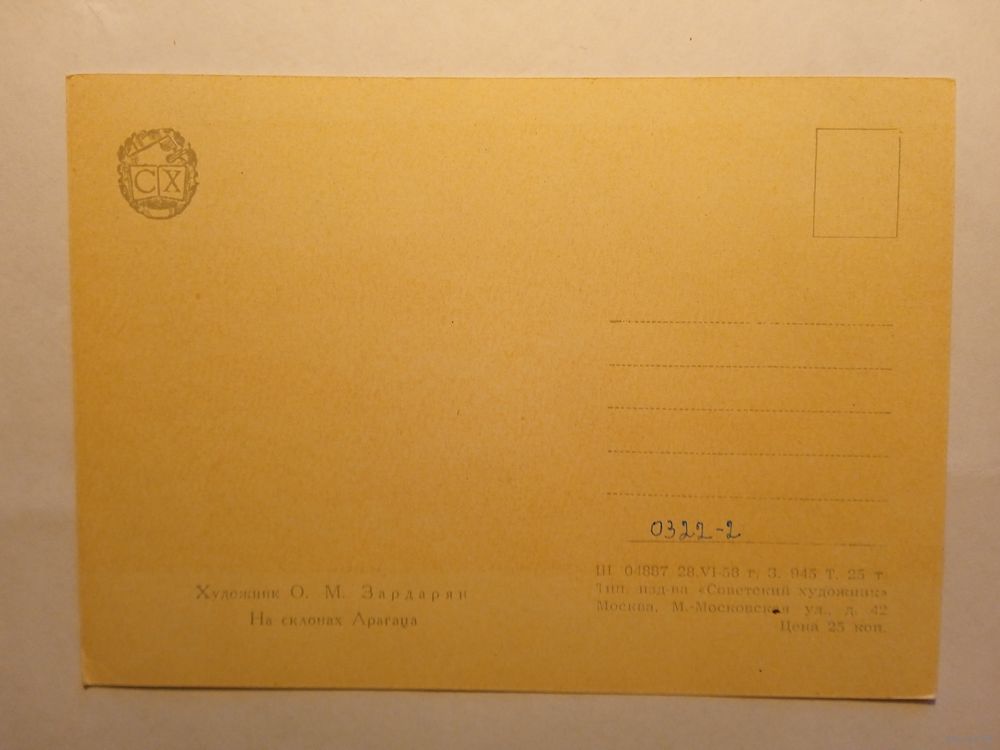 СХ
0322-2
Художник О. М. Зардарян
На склонах Арагаца
Ш 04887 28.VI-58 г. З. 945 Т. 25 т
Тип. изд-ва «Советский художник»
Москва, М.-Московская ул., д. 42
Цена 25 коп.